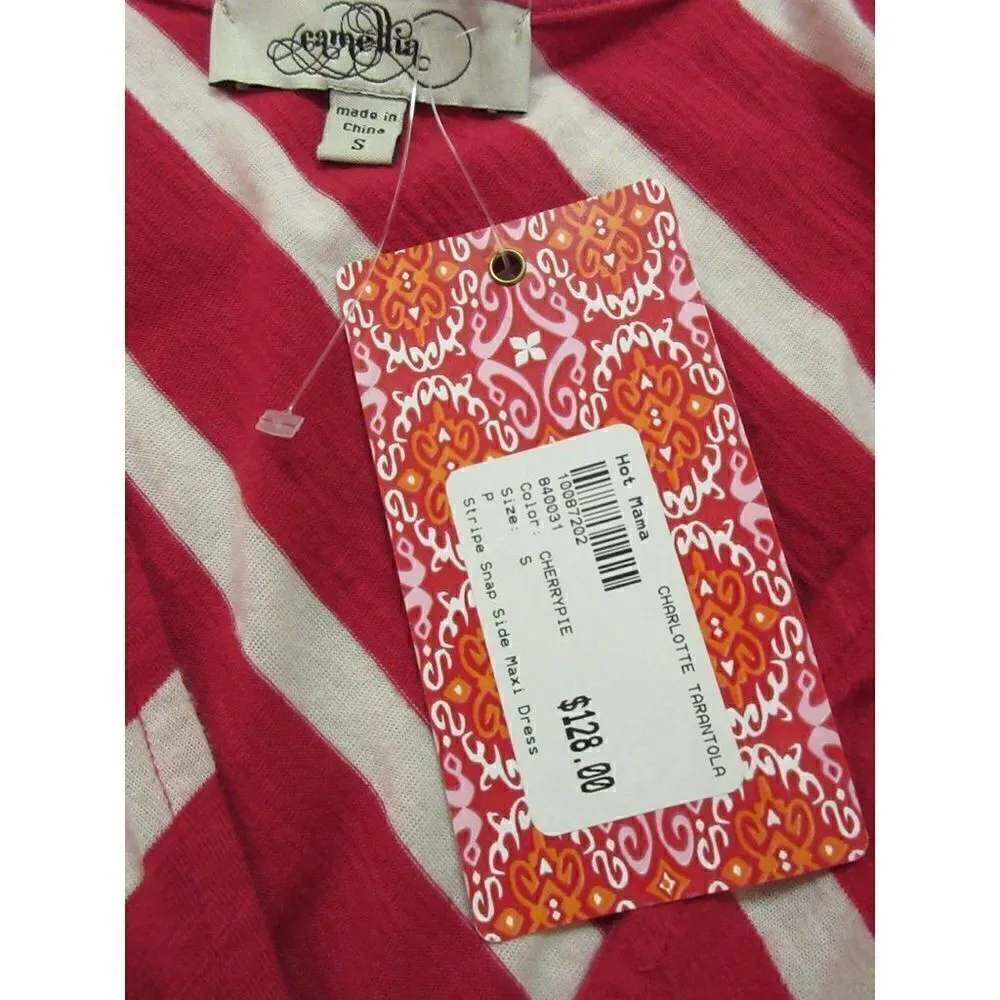 camellia
made in
China
S
Hot Mama
CHARLOTTE TARANTOLA
10087202
840031
Color: CHERRYPIE
Size: S
P
Stripe Snap Side Maxi Dress
$128.00